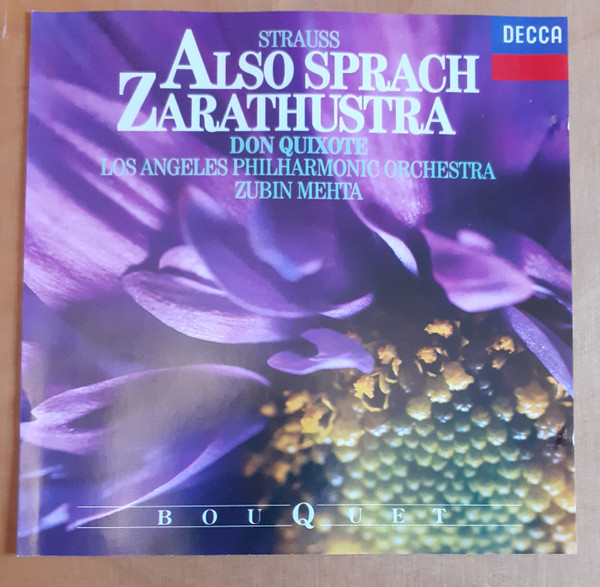 DECCA
STRAUSS
ALSO SPRACH
ZARATHUSTRA
DON QUIXOTE
LOS ANGELES PHILHARMONIC ORCHESTRA
ZUBIN MEHTA
BOUQUET